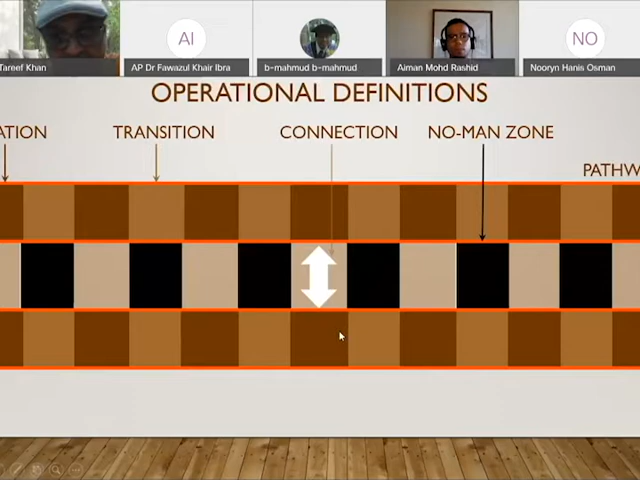 Tareef Khan
AI
AP Dr Fawazul Khair Ibra
b-mahmud b-mahmud
Aiman Mohd Rashid
NO
Nooryn Hanis Osman
OPERATIONAL DEFINITIONS
ATION
TRANSITION
CONNECTION
NO-MAN ZONE
PATHW